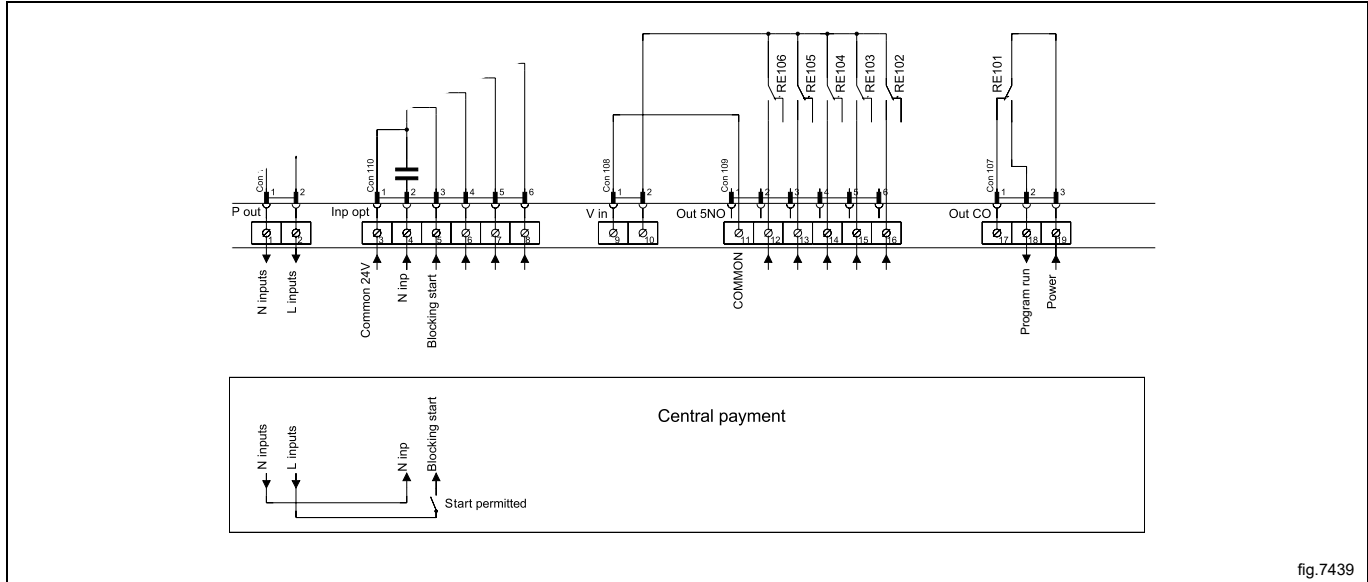 RE106
RE105
RE104
RE103
RE102
RE101
Con
1
2
Con 110
1
2
3
4
5
6
Con 108
1
2
Con 109
1
2
3
4
5
6
Con 107
1
2
3
P out
Inp opt
V in
Out 5NO
Out CO
1
2
3
4
5
6
7
8
9
10
11
12
13
14
15
16
17
18
19
N inputs
L inputs
Common 24V
N inp
Blocking start
COMMON
Program run
Power
Central payment
N inputs
L inputs
N inp
Blocking start
Start permitted
fig.7439